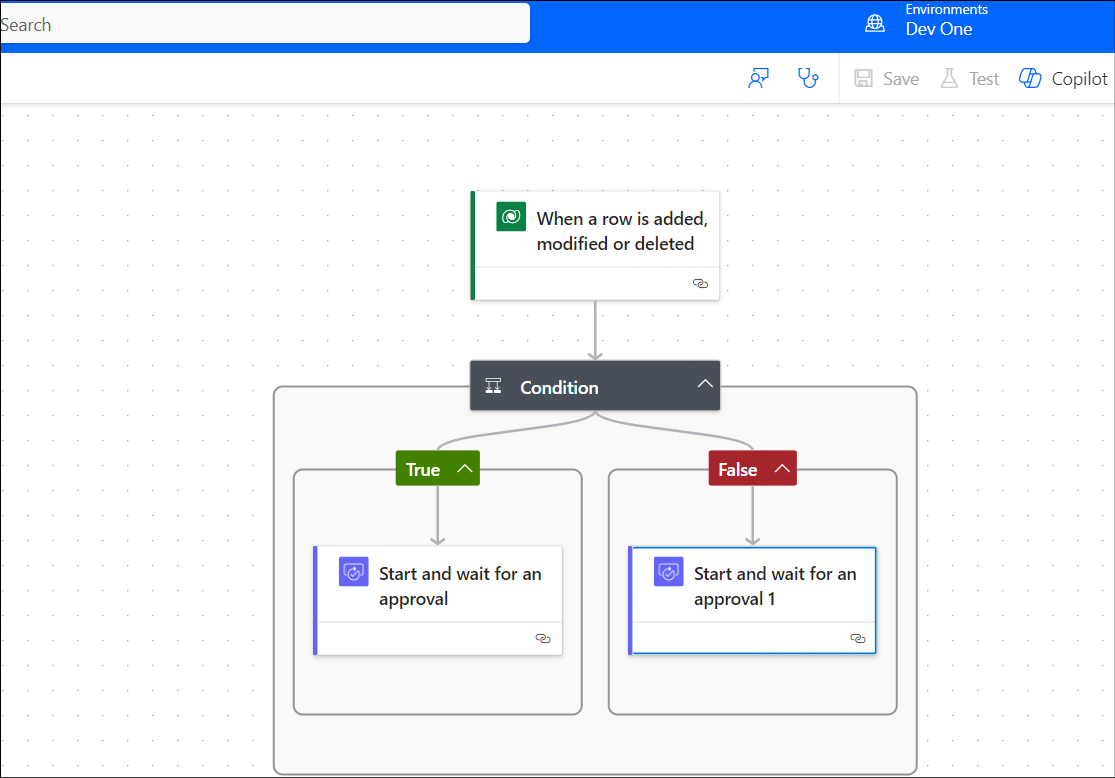 Search
Environments
Dev One
Save
Test
Copilot
When a row is added,
modified or deleted
Condition
True
False
Start and wait for an
approval
Start and wait for an
approval 1